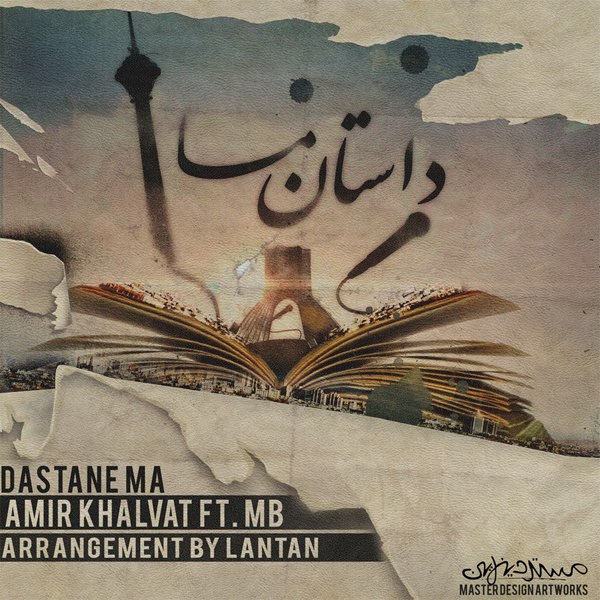 داستان ما
DASTANE MA
AMIR KHALVAT FT. MB
ARRANGEMENT BY LANTAN
مستر دیزاین
MASTER DESIGN ARTWORKS